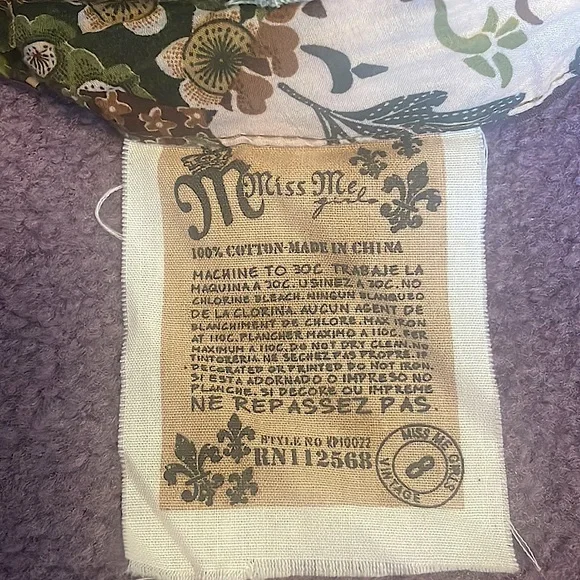 M Miss Me
girls
100% COTTON-MADE IN CHINA
MACHINE TO 30C TRABAJE LA
MAQUINA A 30C. USINEZ A 30C. NO
CHLORINE BLEACH. NINGUN BLANQUEO
DE LA CLORINA. AUCUN AGENT DE
BLANCHIMENT DE CHLORE. MAX IRON
AT 110C. PLANCHER MAXIMO A 110C. FER
MAXIMUM A 110C. DO NOT DRY CLEAN. NI
TINTORERIA. NE SECHEZ PAS PROPRE. IF
DECORATED OR PRINTED DO NOT IRON.
SI ESTA ADORNADO O IMPRESO NO
PLANCHE. SI DECORE OU IMPREME
NE REPASSEZ PAS.
STYLE NO KP10022
RN112568
MISS ME GIRLS
8
VINTAGE